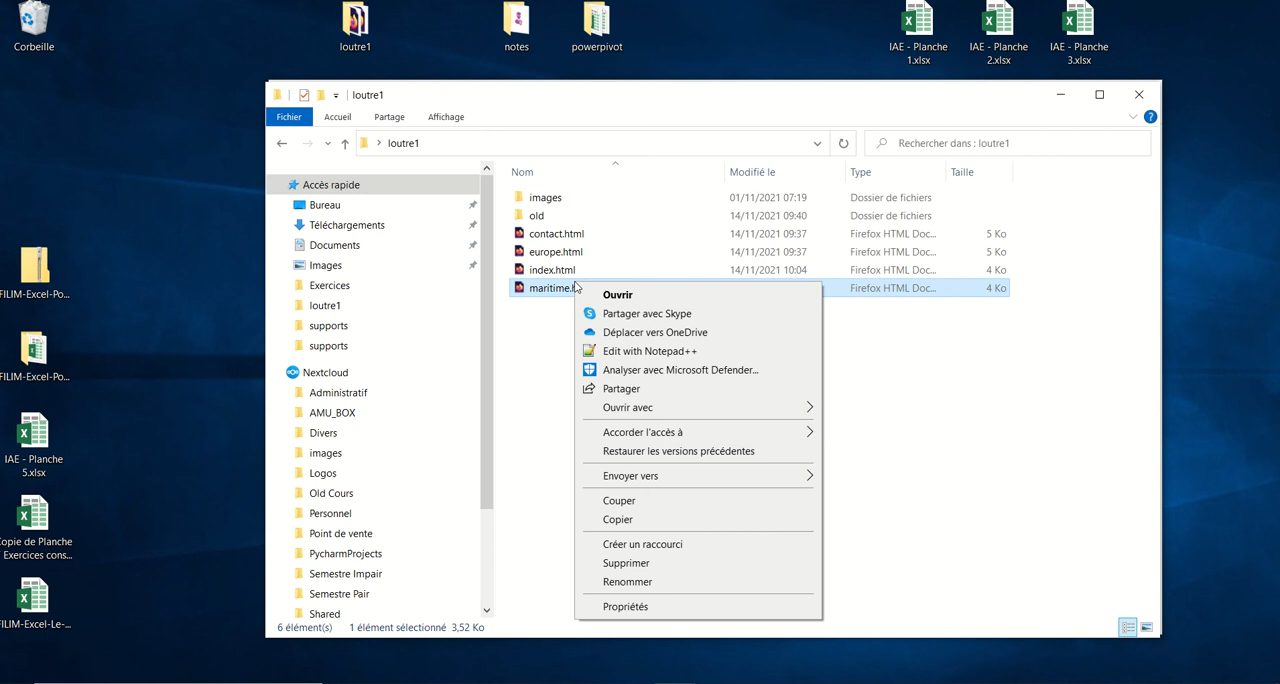 Corbeille
loutre1
notes
powerpivot
IAE - Planche
1.xlsx
IAE - Planche
2.xlsx
IAE - Planche
3.xlsx
FILIM-Excel-Po...
FILIM-Excel-Po...
IAE - Planche
5.xlsx
Copie de Planche
Exercices cons...
FILIM-Excel-Le-...
loutre1
Fichier Accueil Partage Affichage
loutre1
Rechercher dans : loutre1
Accès rapide
Bureau
Téléchargements
Documents
Images
Exercices
loutre1
supports
supports
Nextcloud
Administratif
AMU_BOX
Divers
images
Logos
Old Cours
Personnel
Point de vente
PycharmProjects
Semestre Impair
Semestre Pair
Shared
Nom Modifié le Type Taille
images 01/11/2021 07:19 Dossier de fichiers
old 14/11/2021 09:40 Dossier de fichiers
contact.html 14/11/2021 09:37 Firefox HTML Doc... 5 Ko
europe.html 14/11/2021 09:37 Firefox HTML Doc... 5 Ko
index.html 14/11/2021 10:04 Firefox HTML Doc... 4 Ko
maritime.h Firefox HTML Doc... 4 Ko
Ouvrir
Partager avec Skype
Déplacer vers OneDrive
Edit with Notepad++
Analyser avec Microsoft Defender...
Partager
Ouvrir avec
Accorder l'accès à
Restaurer les versions précédentes
Envoyer vers
Couper
Copier
Créer un raccourci
Supprimer
Renommer
Propriétés
6 élément(s) 1 élément sélectionné 3,52 Ko